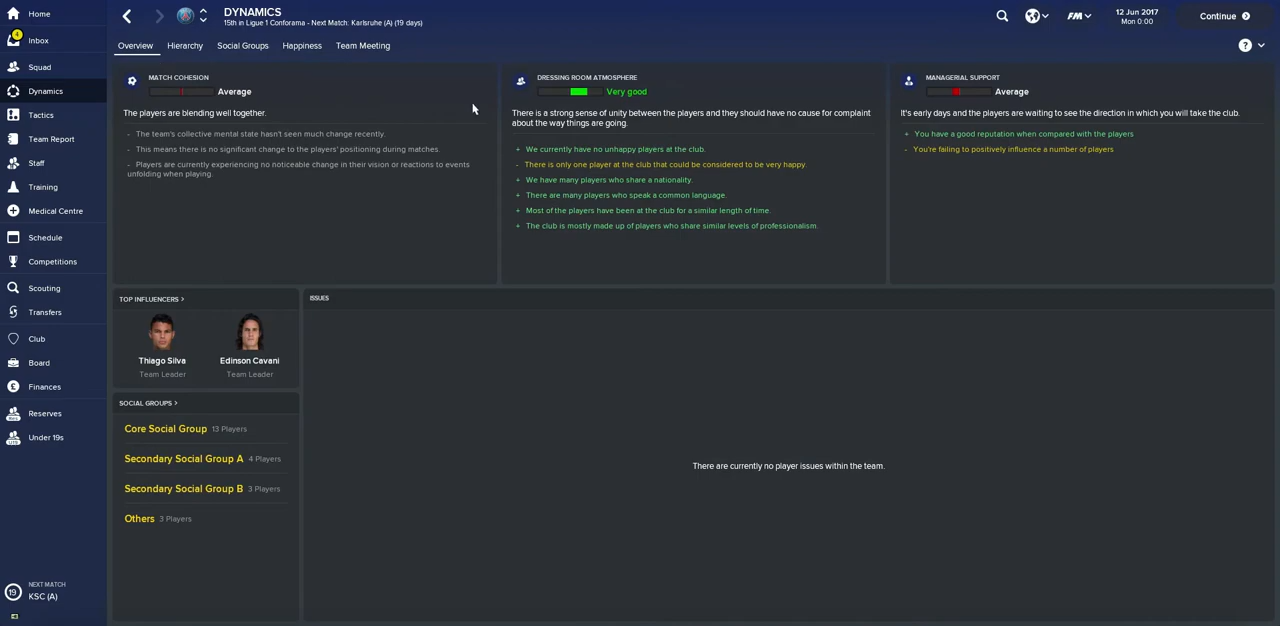 Home
4
Inbox
Squad
Dynamics
Tactics
Team Report
Staff
Training
Medical Centre
Schedule
Competitions
Scouting
Transfers
Club
Board
Finances
Reserves
Under 19s
19
NEXT MATCH
KSC (A)
DYNAMICS
15th in Ligue 1 Conforama - Next Match: Karlsruhe (A) (19 days)
FM
12 Jun 2017
Mon 0:00
Continue
Overview Hierarchy Social Groups Happiness Team Meeting
?
MATCH COHESION
Average
The players are blending well together.
- The team's collective mental state hasn't seen much change recently.
- This means there is no significant change to the players' positioning during matches.
- Players are currently experiencing no noticeable change in their vision or reactions to events
unfolding when playing.
DRESSING ROOM ATMOSPHERE
Very good
There is a strong sense of unity between the players and they should have no cause for complaint
about the way things are going.
+ We currently have no unhappy players at the club.
- There is only one player at the club that could be considered to be very happy.
+ We have many players who share a nationality.
+ There are many players who speak a common language.
+ Most of the players have been at the club for a similar length of time.
+ The club is mostly made up of players who share similar levels of professionalism.
MANAGERIAL SUPPORT
Average
It's early days and the players are waiting to see the direction in which you will take the club.
+ You have a good reputation when compared with the players
- You're failing to positively influence a number of players
TOP INFLUENCERS >
Thiago Silva
Team Leader
Edinson Cavani
Team Leader
SOCIAL GROUPS >
Core Social Group 13 Players
Secondary Social Group A 4 Players
Secondary Social Group B 3 Players
Others 3 Players
ISSUES
There are currently no player issues within the team.